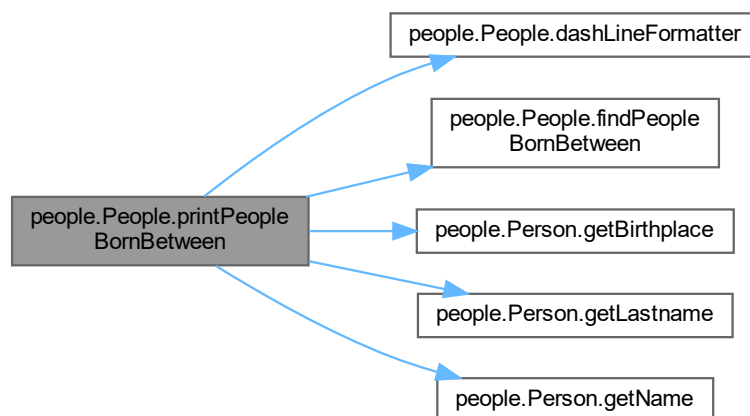 people.People.dashLineFormatter
people.People.findPeople
BornBetween
people.People.printPeople
BornBetween
people.Person.getBirthplace
people.Person.getLastname
people.Person.getName